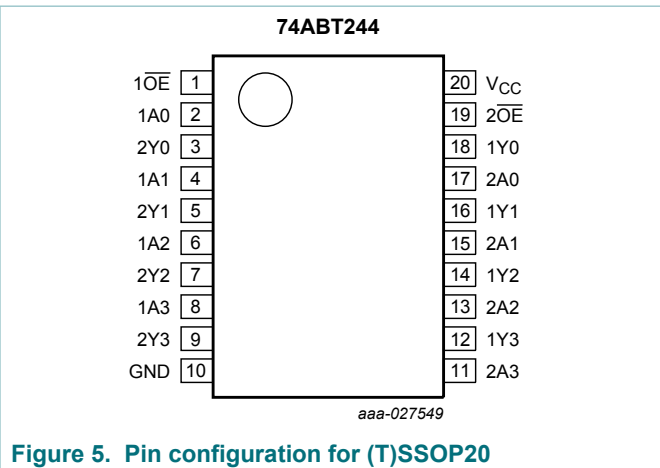 74ABT244
1O̅E̅ 1 20 VCC
1A0 2 19 2O̅E̅
2Y0 3 18 1Y0
1A1 4 17 2A0
2Y1 5 16 1Y1
1A2 6 15 2A1
2Y2 7 14 1Y2
1A3 8 13 2A2
2Y3 9 12 1Y3
GND 10 11 2A3
aaa-027549
Figure 5. Pin configuration for (T)SSOP20